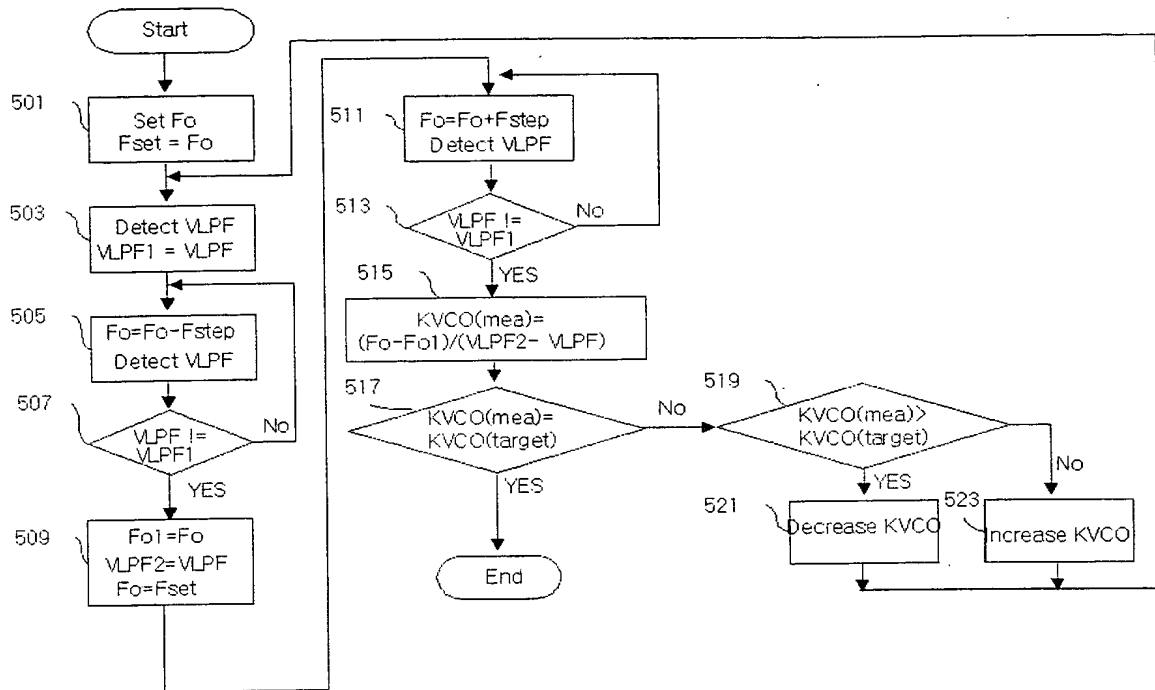 Start
501
Set Fo
Fset = Fo
503
Detect VLPF
VLPF1 = VLPF
505
Fo=Fo-Fstep
Detect VLPF
507
VLPF !=
VLPF1
No
YES
509
Fo1=Fo
VLPF2=VLPF
Fo=Fset
511
Fo=Fo+Fstep
Detect VLPF
513
VLPF !=
VLPF1
No
YES
515
KVCO(mea)=
(Fo-Fo1)/(VLPF2- VLPF)
517
KVCO(mea)=
KVCO(target)
No
YES
End
519
KVCO(mea)>
KVCO(target)
YES
No
521
Decrease KVCO
523
Increase KVCO